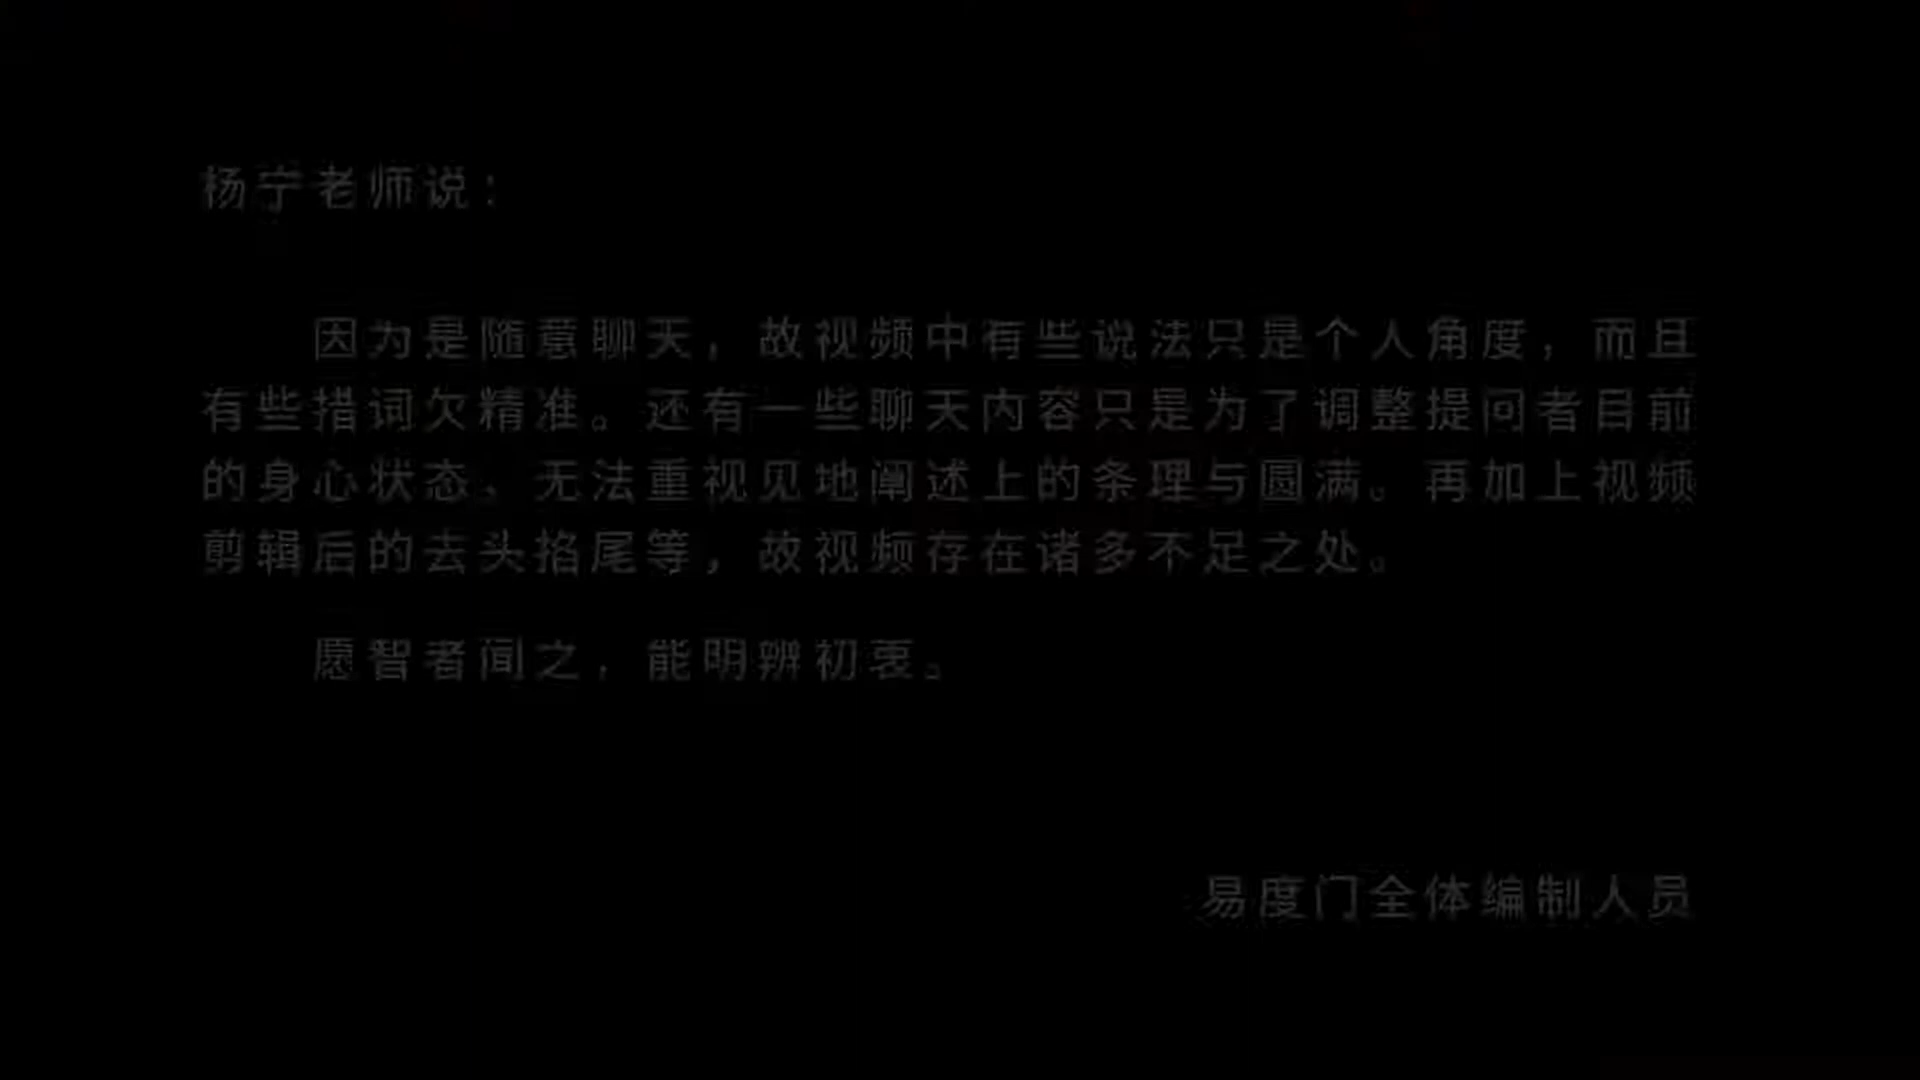 杨宁老师说：
因为是随意聊天，故视频中有些说法只是个人角度，而且
有些措词欠精准。还有一些聊天内容只是为了调整提问者目前
的身心状态、无法重视见地阐述上的条理与圆满。再加上视频
剪辑后的去头掐尾等，故视频存在诸多不足之处。
愿智者闻之，能明辨初衷。
易度门全体编制人员